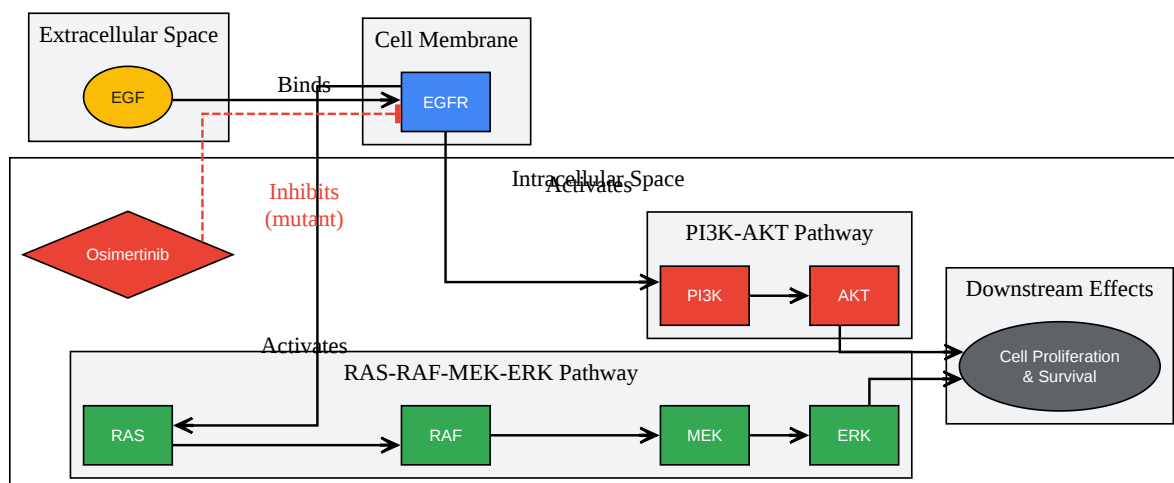 Extracellular Space
Cell Membrane
EGF
Binds
EGFR
Intracellular Space
Activates
Inhibits
(mutant)
Osimertinib
PI3K-AKT Pathway
PI3K
AKT
Downstream Effects
Cell Proliferation
& Survival
Activates
RAS-RAF-MEK-ERK Pathway
RAS
RAF
MEK
ERK